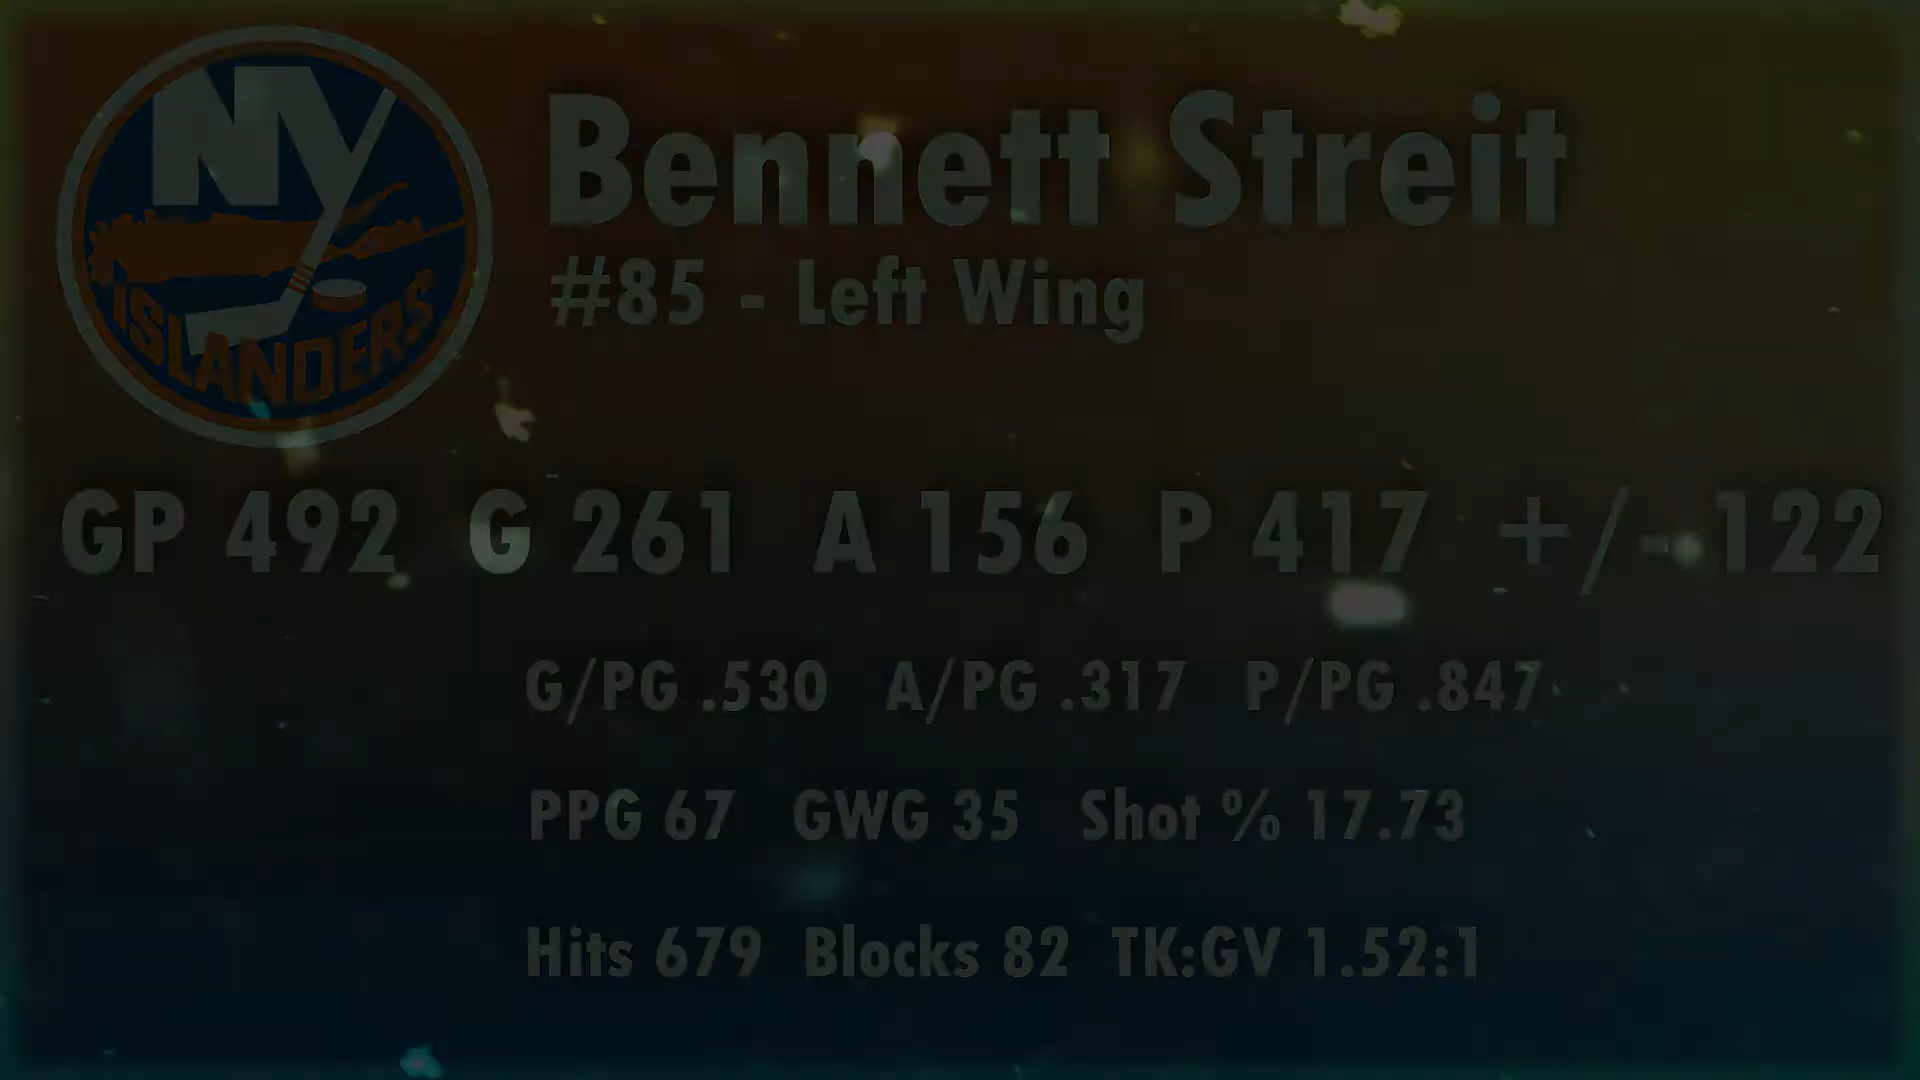 NY
ISLANDERS
Bennett Streit
#85 - Left Wing
GP 492 G 261 A 156 P 417 +/- 122
G/PG .530 A/PG .317 P/PG .847
PPG 67 GWG 35 Shot % 17.73
Hits 679 Blocks 82 TK:GV 1.52:1